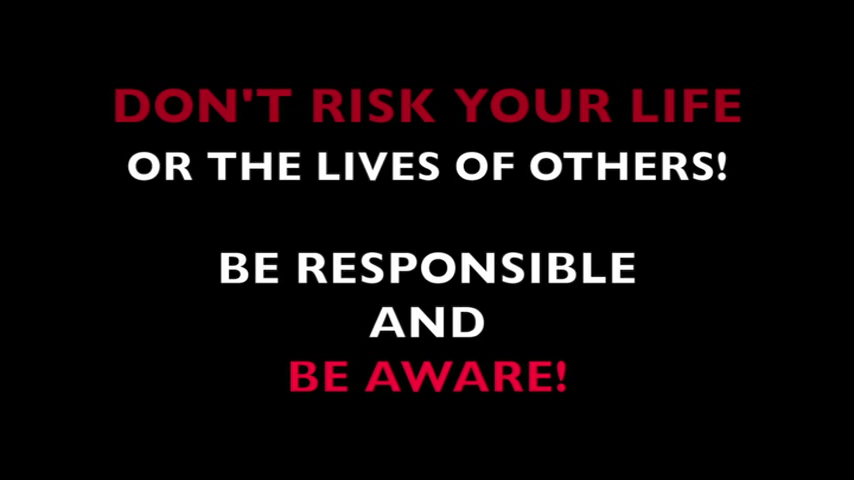 DON'T RISK YOUR LIFE
OR THE LIVES OF OTHERS!
BE RESPONSIBLE
AND
BE AWARE!